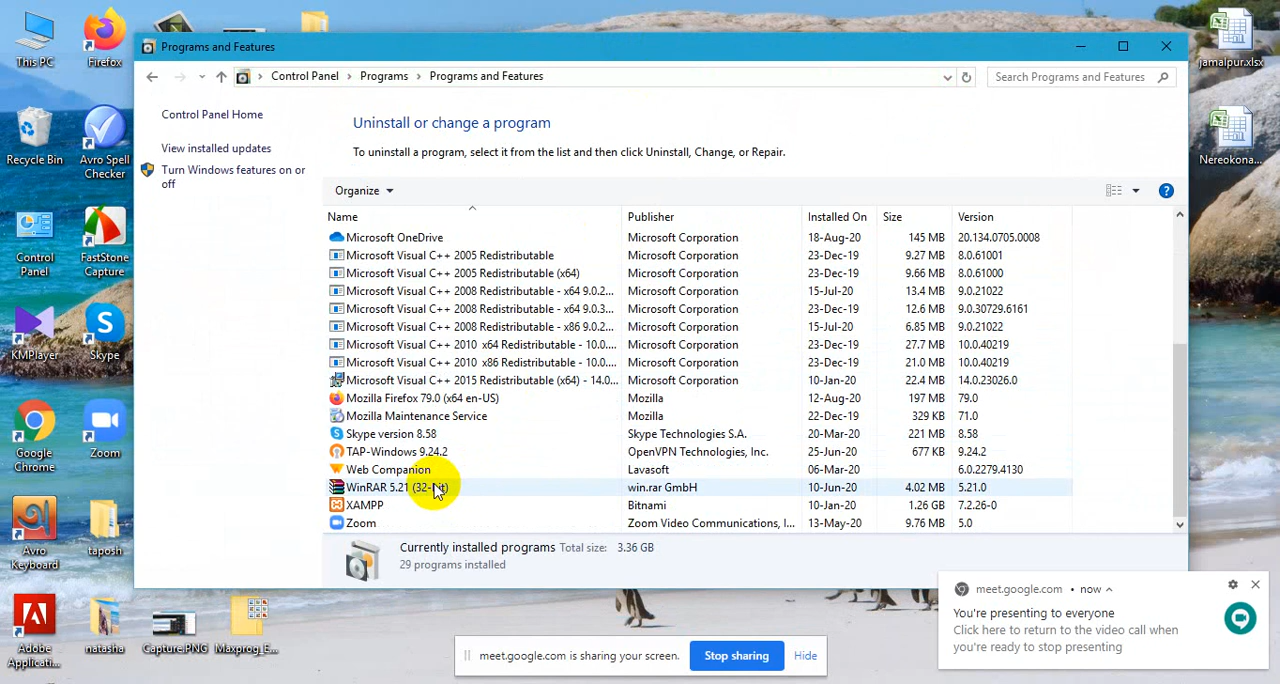 Programs and Features
Control Panel > Programs > Programs and Features
Search Programs and Features
Control Panel Home
View installed updates
Turn Windows features on or
off
Uninstall or change a program
To uninstall a program, select it from the list and then click Uninstall, Change, or Repair.
Organize
Name Publisher Installed On Size Version
Microsoft OneDrive Microsoft Corporation 18-Aug-20 145 MB 20.134.0705.0008
Microsoft Visual C++ 2005 Redistributable Microsoft Corporation 23-Dec-19 9.27 MB 8.0.61001
Microsoft Visual C++ 2005 Redistributable (x64) Microsoft Corporation 23-Dec-19 9.66 MB 8.0.61000
Microsoft Visual C++ 2008 Redistributable - x64 9.0.2... Microsoft Corporation 15-Jul-20 13.4 MB 9.0.21022
Microsoft Visual C++ 2008 Redistributable - x64 9.0.3... Microsoft Corporation 23-Dec-19 12.6 MB 9.0.30729.6161
Microsoft Visual C++ 2008 Redistributable - x86 9.0.2... Microsoft Corporation 15-Jul-20 6.85 MB 9.0.21022
Microsoft Visual C++ 2010 x64 Redistributable - 10.0.... Microsoft Corporation 23-Dec-19 27.7 MB 10.0.40219
Microsoft Visual C++ 2010 x86 Redistributable - 10.0.... Microsoft Corporation 23-Dec-19 21.0 MB 10.0.40219
Microsoft Visual C++ 2015 Redistributable (x64) - 14.0... Microsoft Corporation 10-Jan-20 22.4 MB 14.0.23026.0
Mozilla Firefox 79.0 (x64 en-US) Mozilla 12-Aug-20 197 MB 79.0
Mozilla Maintenance Service Mozilla 22-Dec-19 329 KB 71.0
Skype version 8.58 Skype Technologies S.A. 20-Mar-20 221 MB 8.58
TAP-Windows 9.24.2 OpenVPN Technologies, Inc. 25-Jun-20 677 KB 9.24.2
Web Companion Lavasoft 06-Mar-20 6.0.2279.4130
WinRAR 5.21 (32-bit) win.rar GmbH 10-Jun-20 4.02 MB 5.21.0
XAMPP Bitnami 10-Jun-20 1.26 GB 7.2.26-0
Zoom Zoom Video Communications, I... 13-May-20 9.76 MB 5.0
Currently installed programs Total size: 3.36 GB
29 programs installed
This PC
Firefox
Recycle Bin
Avro Spell
Checker
Control
Panel
FastStone
Capture
KMPlayer
Skype
Google
Chrome
Zoom
Avro
Keyboard
taposh
Adobe
Applicati...
natasha
Capture.PNG
Maxprog_E...
jamalpur.xlsx
Nereokona...
meet.google.com • now
You're presenting to everyone
Click here to return to the video call when
you're ready to stop presenting
meet.google.com is sharing your screen.
Stop sharing
Hide